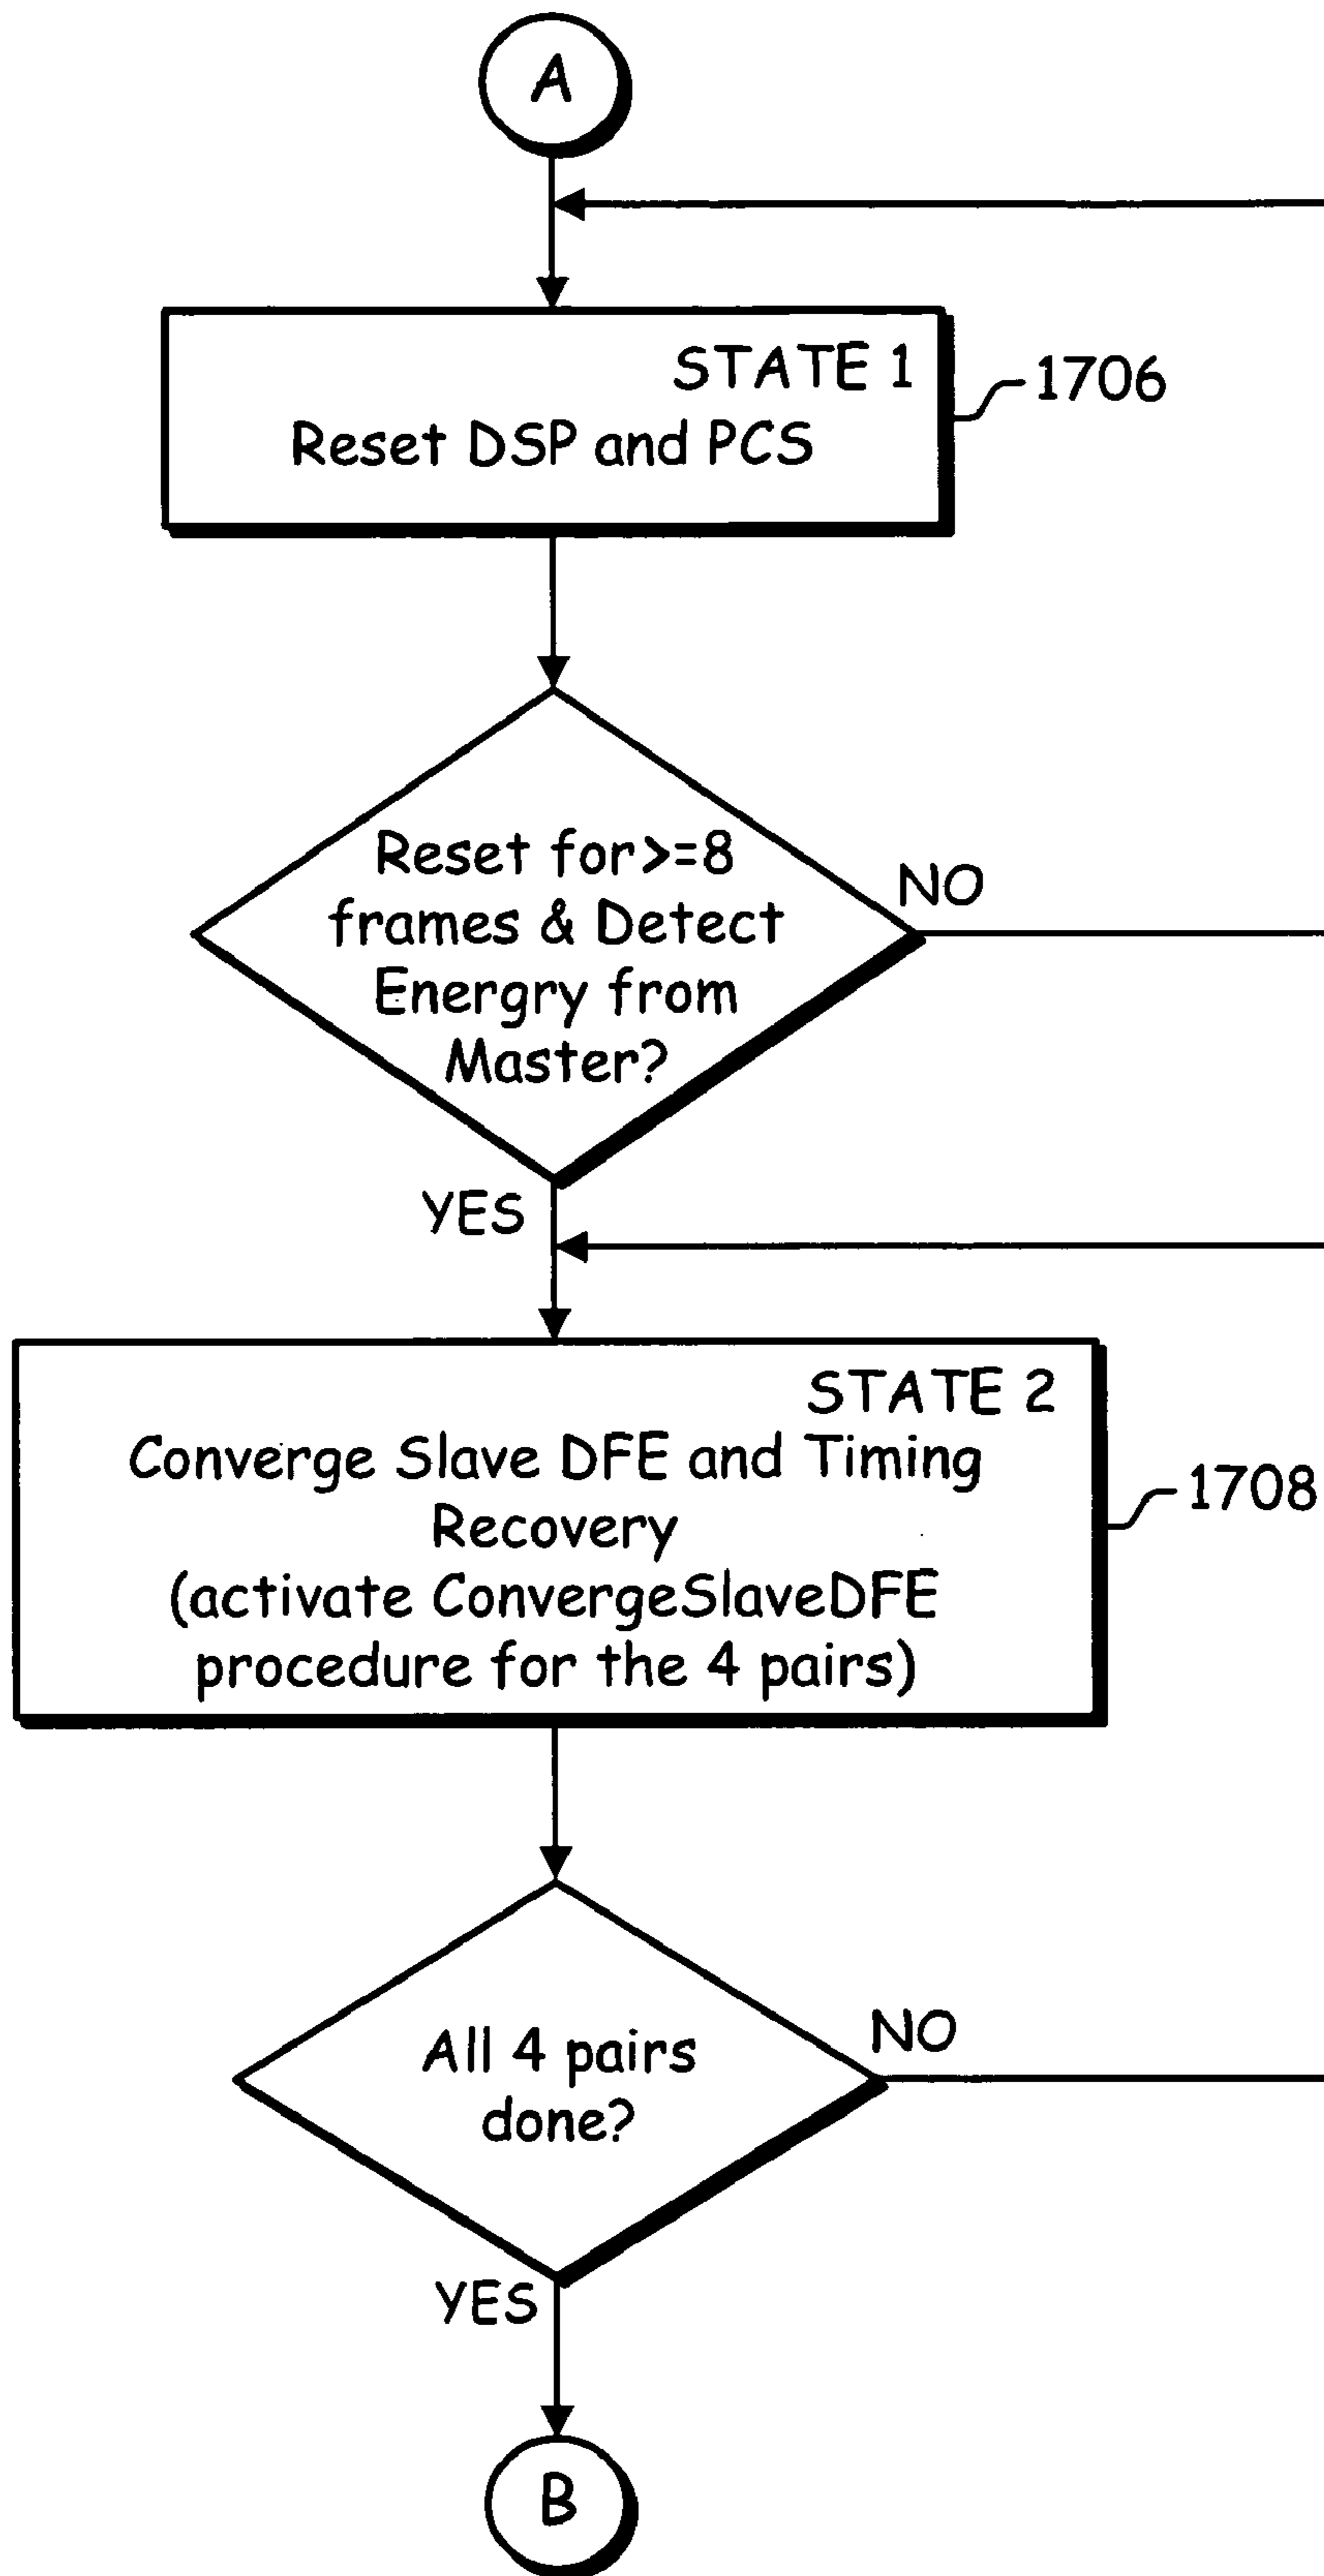 A
STATE 1
Reset DSP and PCS
1706
Reset for>=8
frames & Detect
Energry from
Master?
NO
YES
STATE 2
Converge Slave DFE and Timing
Recovery
(activate ConvergeSlaveDFE
procedure for the 4 pairs)
1708
All 4 pairs
done?
NO
YES
B